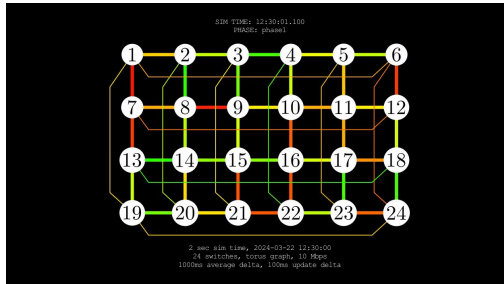 SIM TIME: 12:30:01.100
PHASE: phase1
1 2 3 4 5 6
7 8 9 10 11 12
13 14 15 16 17 18
19 20 21 22 23 24
2 sec sim time, 2024-03-22 12:30:00
24 switches, torus graph, 10 Mbps
1000ms average delta, 100ms update delta